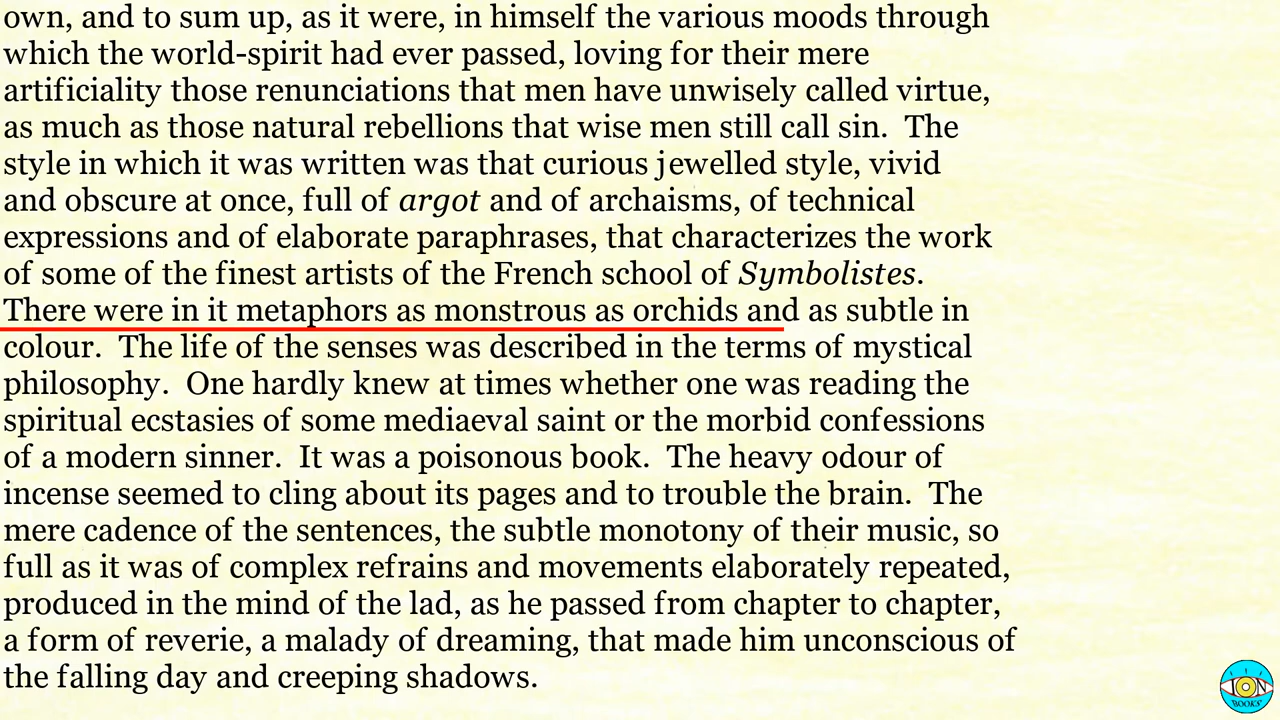 own, and to sum up, as it were, in himself the various moods through
which the world-spirit had ever passed, loving for their mere
artificiality those renunciations that men have unwisely called virtue,
as much as those natural rebellions that wise men still call sin.  The
style in which it was written was that curious jewelled style, vivid
and obscure at once, full of argot and of archaisms, of technical
expressions and of elaborate paraphrases, that characterizes the work
of some of the finest artists of the French school of Symbolistes.
There were in it metaphors as monstrous as orchids and as subtle in
colour.  The life of the senses was described in the terms of mystical
philosophy.  One hardly knew at times whether one was reading the
spiritual ecstasies of some mediaeval saint or the morbid confessions
of a modern sinner.  It was a poisonous book.  The heavy odour of
incense seemed to cling about its pages and to trouble the brain.  The
mere cadence of the sentences, the subtle monotony of their music, so
full as it was of complex refrains and movements elaborately repeated,
produced in the mind of the lad, as he passed from chapter to chapter,
a form of reverie, a malady of dreaming, that made him unconscious of
the falling day and creeping shadows.
ION
BOOKS